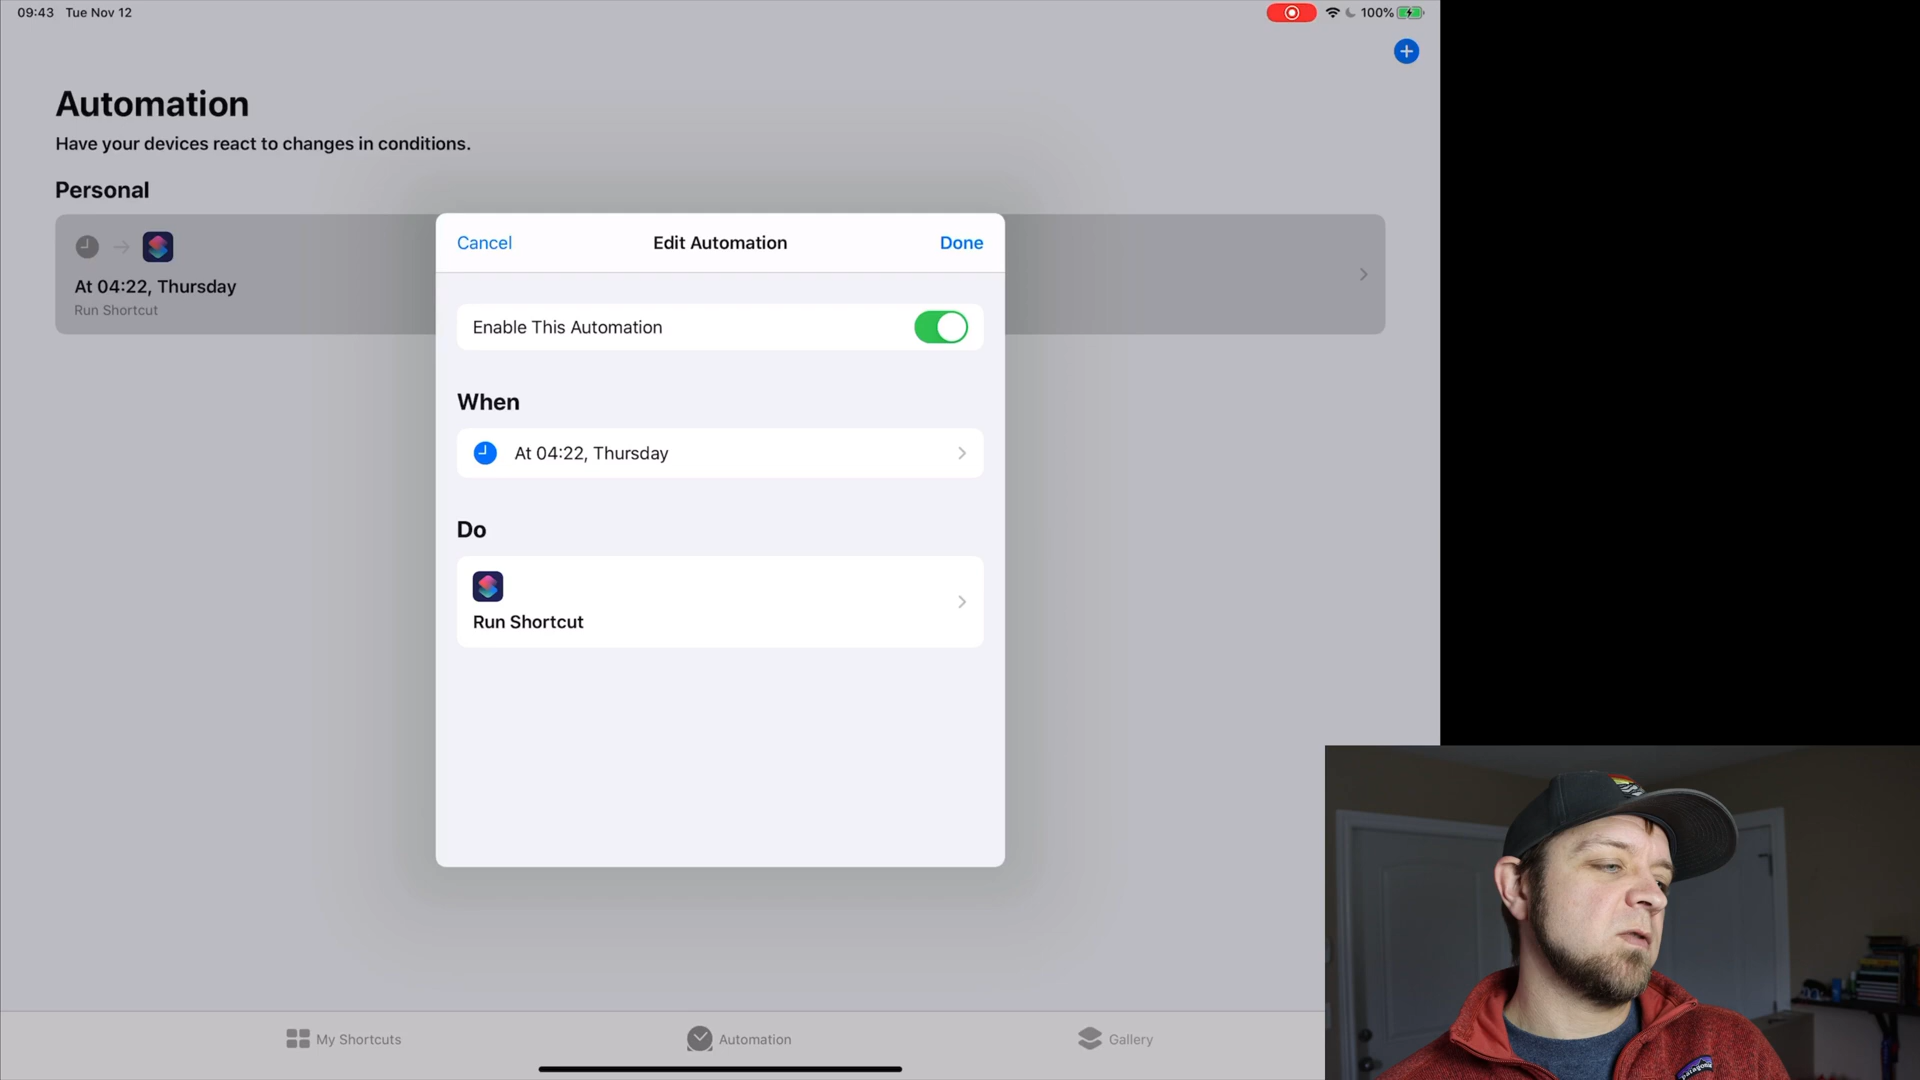 09:43 Tue Nov 12
100%
Automation
Have your devices react to changes in conditions.
Personal
At 04:22, Thursday
Run Shortcut
Cancel
Edit Automation
Done
Enable This Automation
When
At 04:22, Thursday
Do
Run Shortcut
My Shortcuts
Automation
Gallery
patagonia